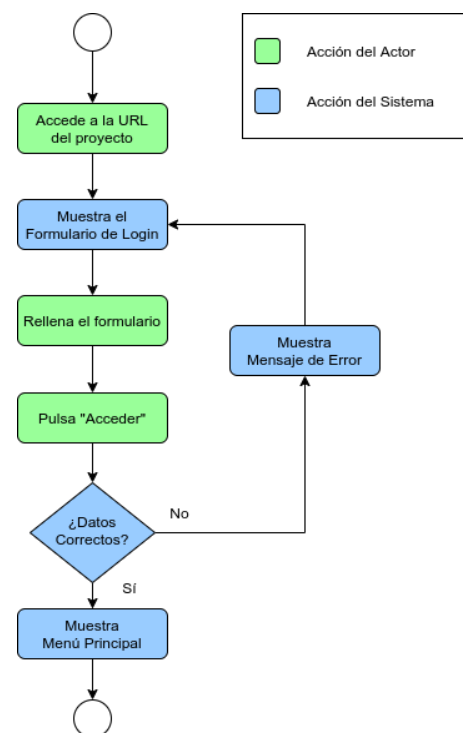 Acción del Actor
Acción del Sistema
Accede a la URL
del proyecto
Muestra el
Formulario de Login
Rellena el formulario
Muestra
Mensaje de Error
Pulsa "Acceder"
¿Datos
Correctos?
No
Sí
Muestra
Menú Principal